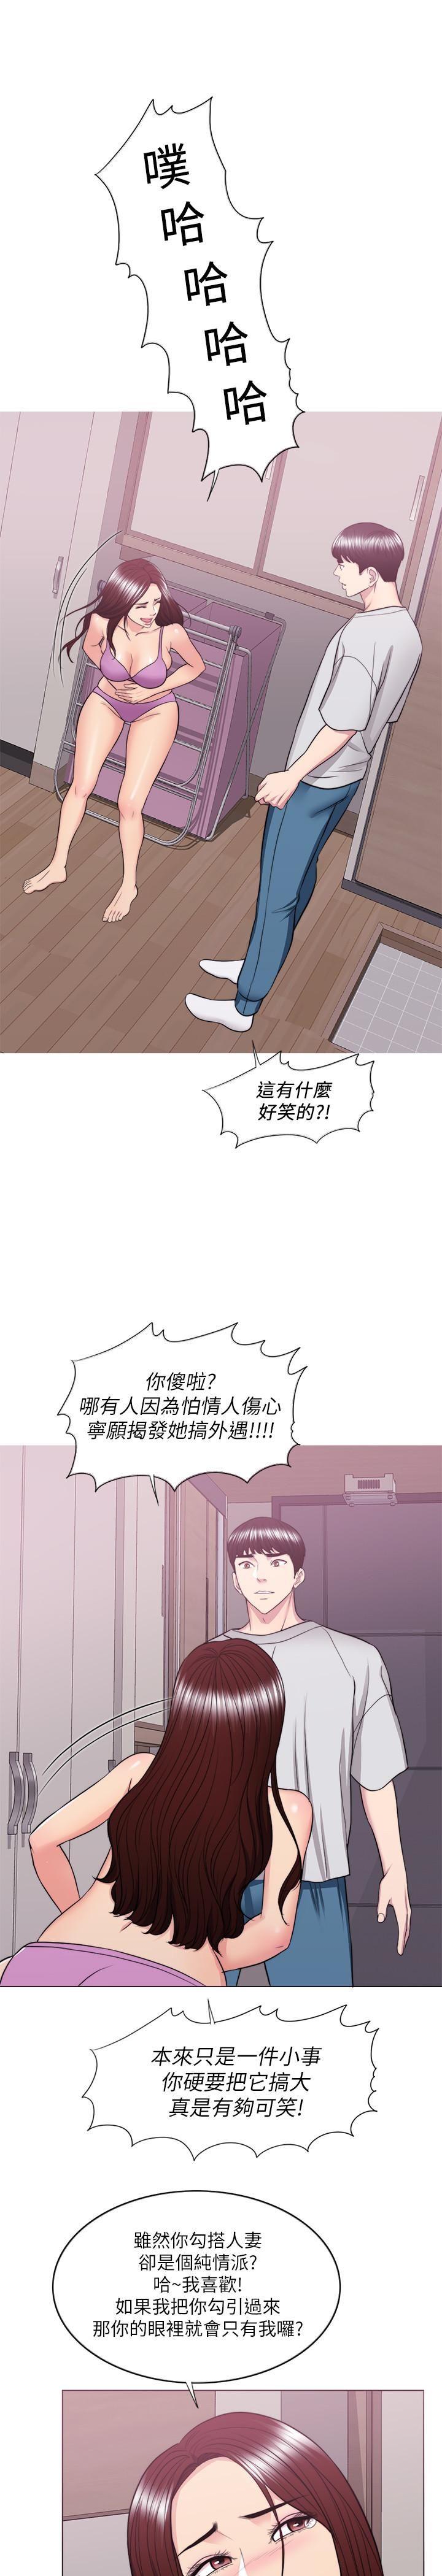 噗哈哈哈哈
這有什麼
好笑的?!
你傻啦?
哪有人因為怕情人傷心
寧願揭發她搞外遇!!!!
本來只是一件小事
你硬要把它搞大
真是有夠可笑!
雖然你勾搭人妻
卻是個純情派?
哈~我喜歡!
如果我把你勾引過來
那你的眼裡就會只有我囉?